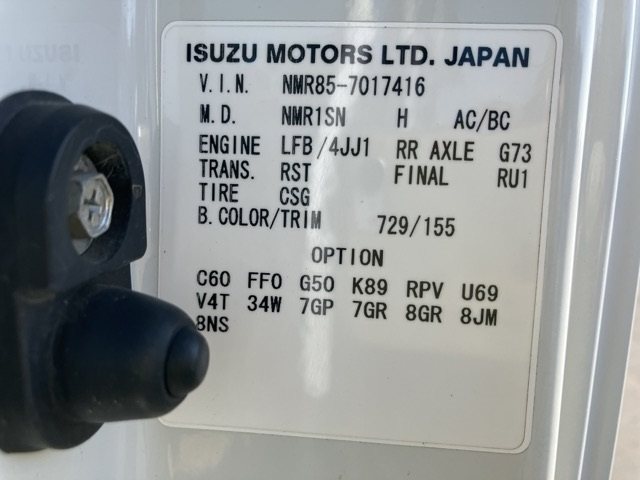 ISUZU MOTORS LTD. JAPAN
V.I.N. NMR85-7017416
M.D. NMR1SN H AC/BC
ENGINE LFB/4JJ1 RR AXLE G73
TRANS. RST FINAL RU1
TIRE CSG
B.COLOR/TRIM 729/155
OPTION
C60 FF0 G50 K89 RPV U69
V4T 34W 7GP 7GR 8GR 8JM
8NS